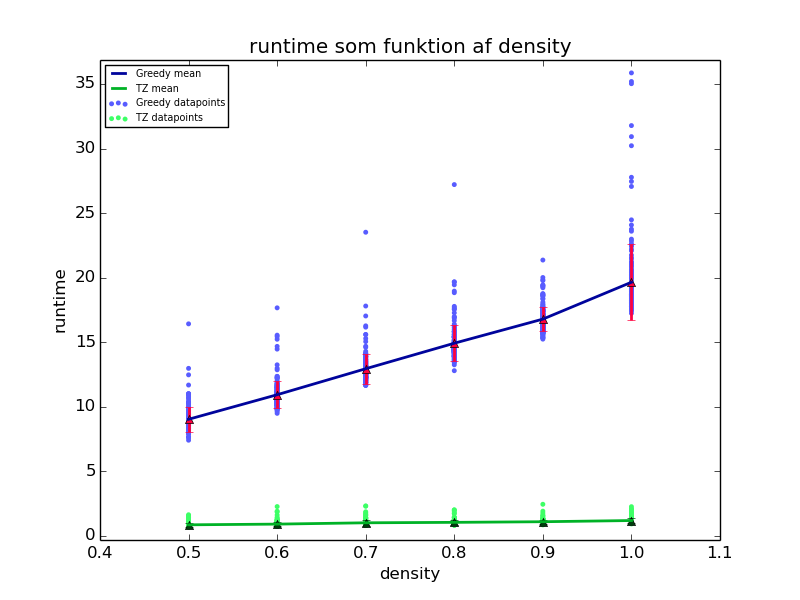 runtime som funktion af density
Greedy mean
TZ mean
Greedy datapoints
TZ datapoints
35
30
25
20
15
10
5
0
runtime
0.4 0.5 0.6 0.7 0.8 0.9 1.0 1.1
density